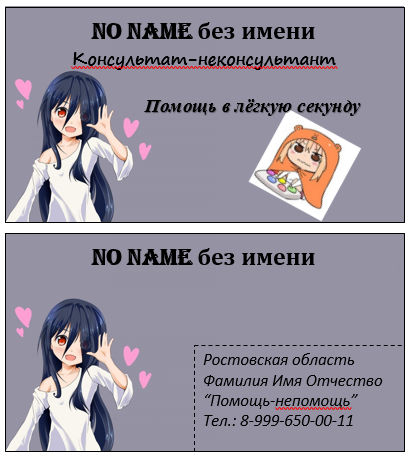 NO NAME без имени
Консультат-неконсультант
Помощь в лёгкую секунду
NO NAME без имени
Ростовская область
Фамилия Имя Отчество
“Помощь-непомощь”
Тел.: 8-999-650-00-11